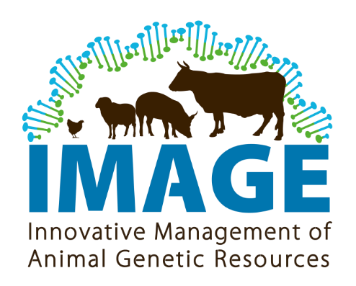 IMAGE
Innovative Management of
Animal Genetic Resources